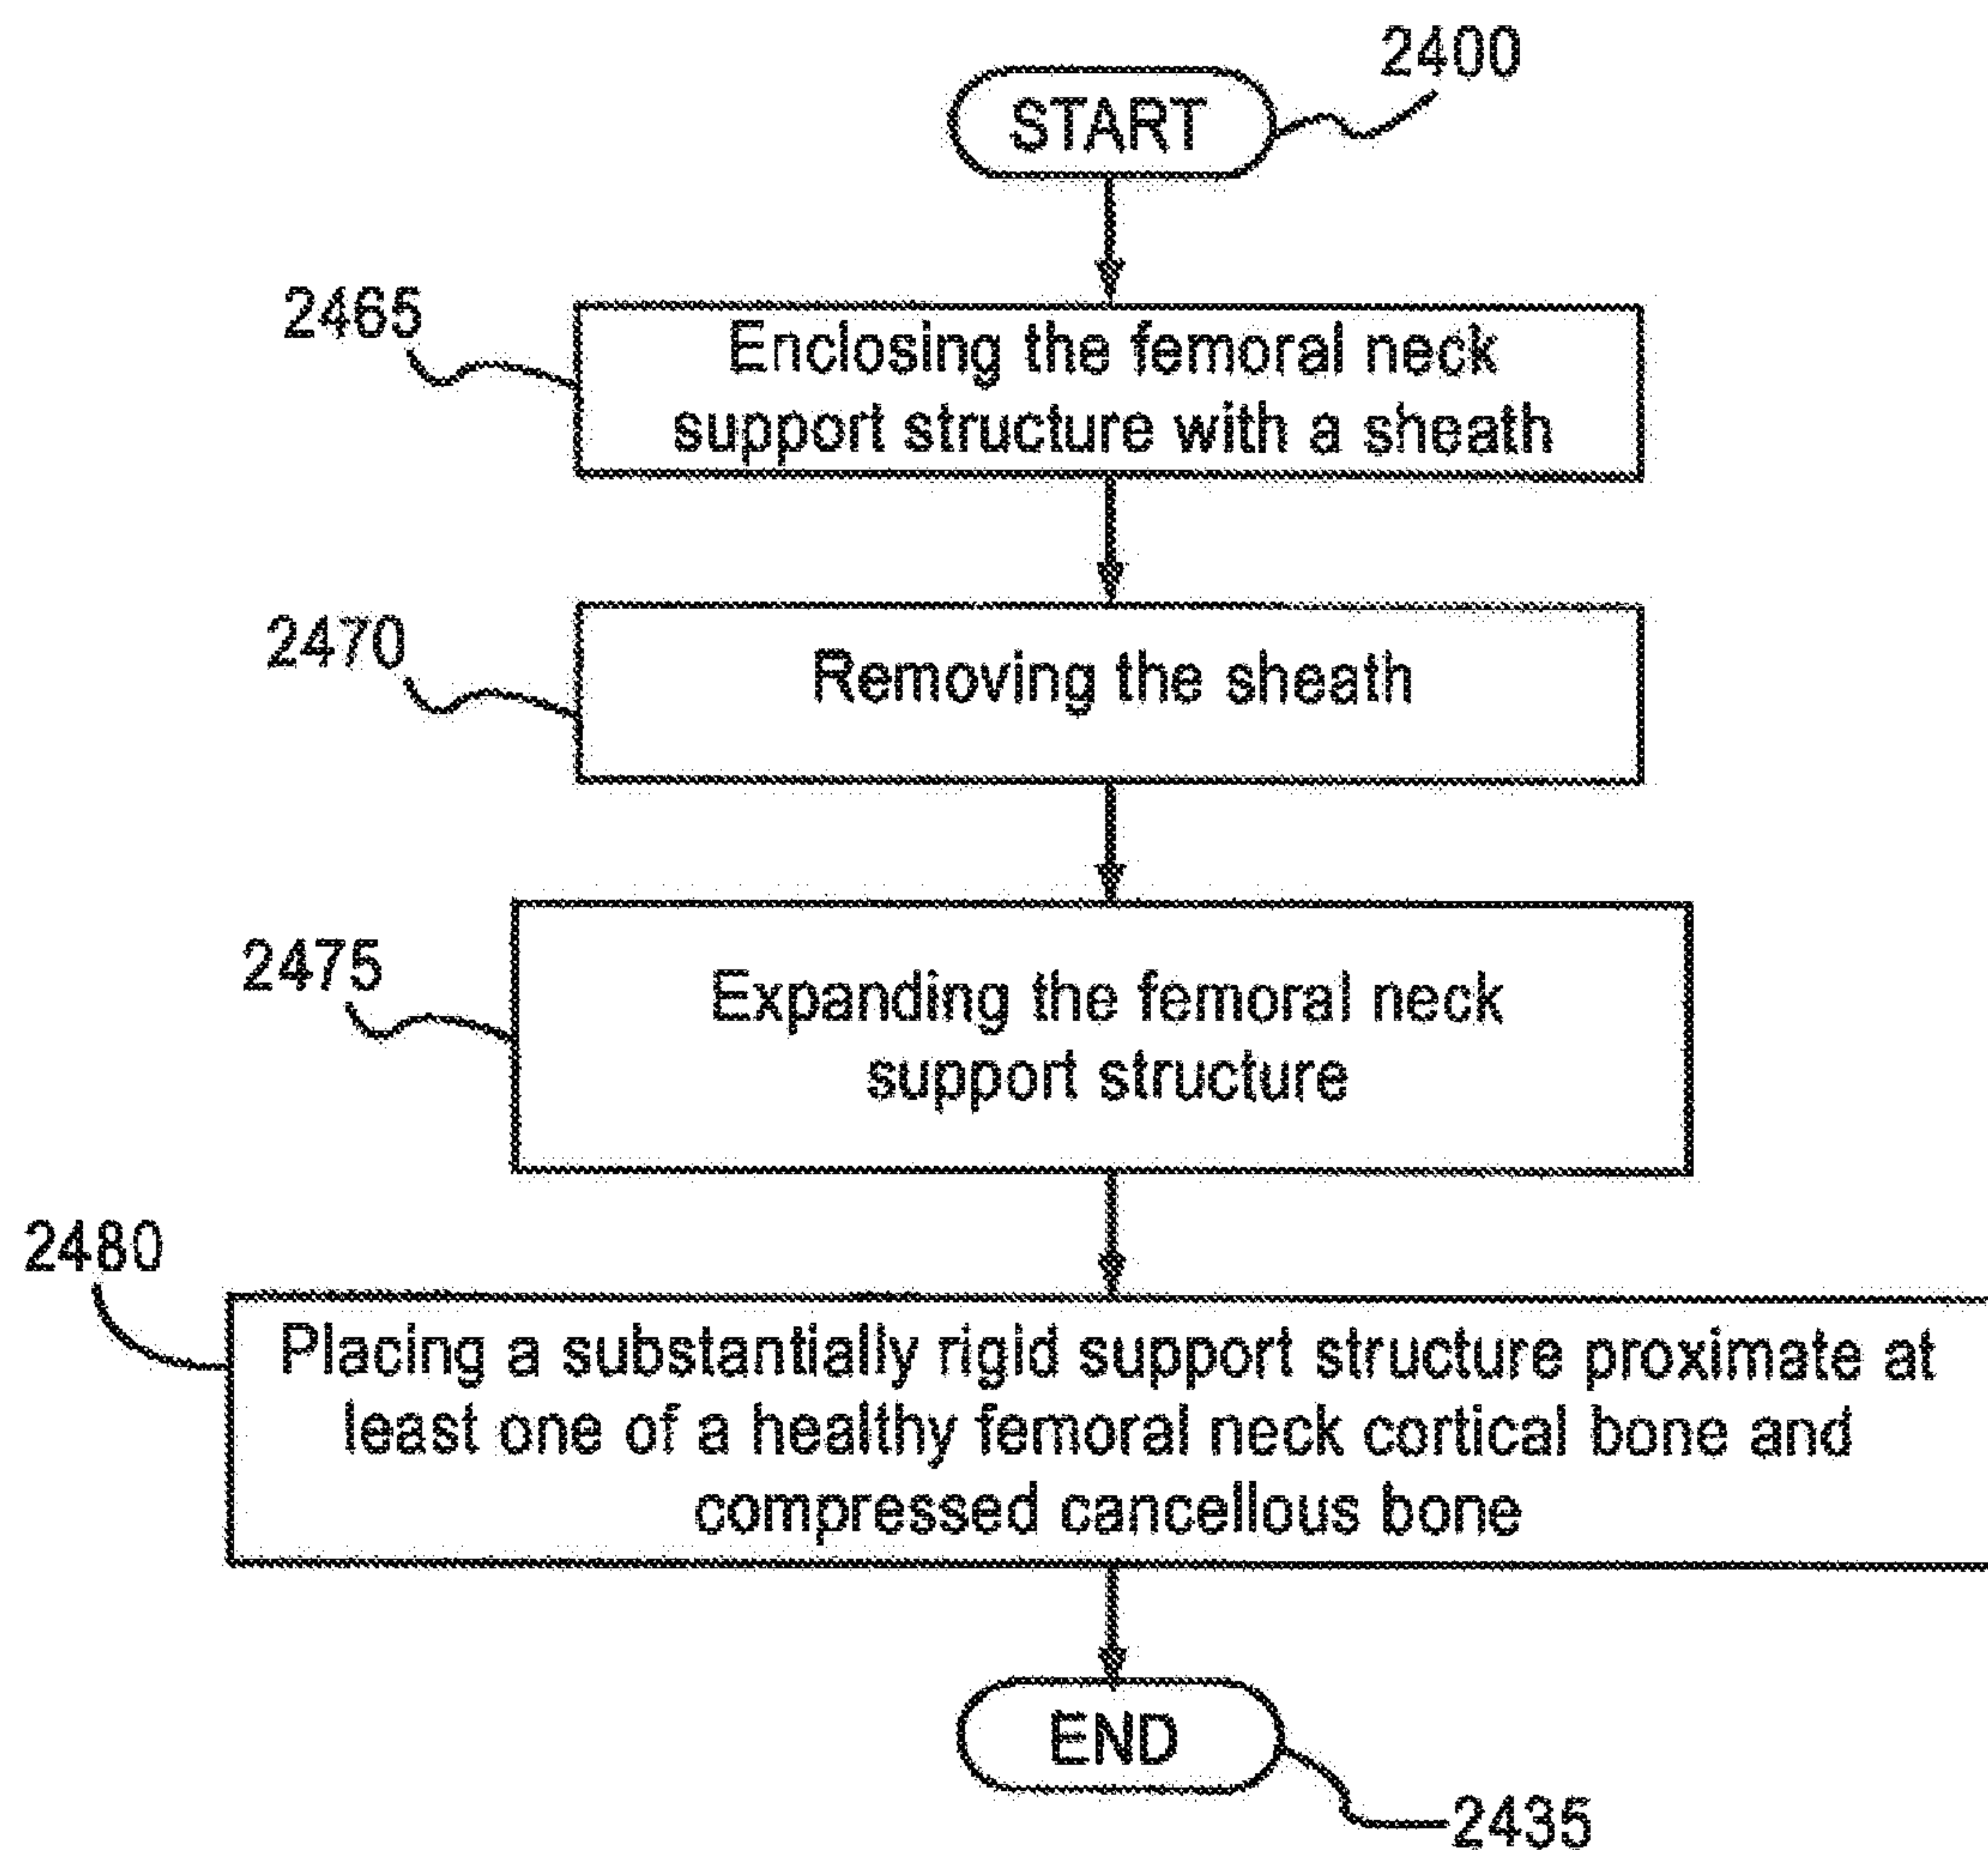 2400
START
2465
Enclosing the femoral neck
support structure with a sheath
2470
Removing the sheath
2475
Expanding the femoral neck
support structure
2480
Placing a substantially rigid support structure proximate at
least one of a healthy femoral neck cortical bone and
compressed cancellous bone
END
2435